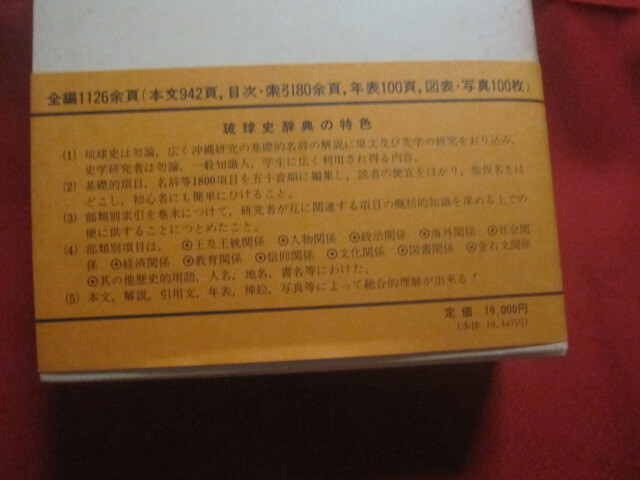 全編1126余頁(本文942頁,目次・索引80余頁,年表100頁,図表・写真100枚)
琉球史辞典の特色
(1) 琉球史は勿論，広く沖縄研究の基礎的名辞の解説に原文及び先学の研究をおり込み，
史学研究者は勿論，一般知識人，学生に広く利用され得る内容。
(2) 基礎的項目，名辞等1800項目を五十音順に編集し，読者の便宜をはかり，振仮名をほ
どこし，初心者にも簡単にひけること。
(3) 部類別索引を巻末につけて，研究者が互に関連する項目の概括的知識を深める上での
便に供することにつとめたこと。
(4) 部類別項目は，⊙王及王統関係 ⊙人物関係 ⊙政治関係 ⊙海外関係 ⊙社会関
係 ⊙経済関係 ⊙教育関係 ⊙信仰関係 ⊙文化関係 ⊙図書関係 ⊙金石文関係
⊙其の他歴史的用語，人名，地名，書名等にわけた。
(5) 本文，解説，引用文，年表，挿絵，写真等によって総合的理解が出来る！
定価 19,000円
(本体 18,447円)